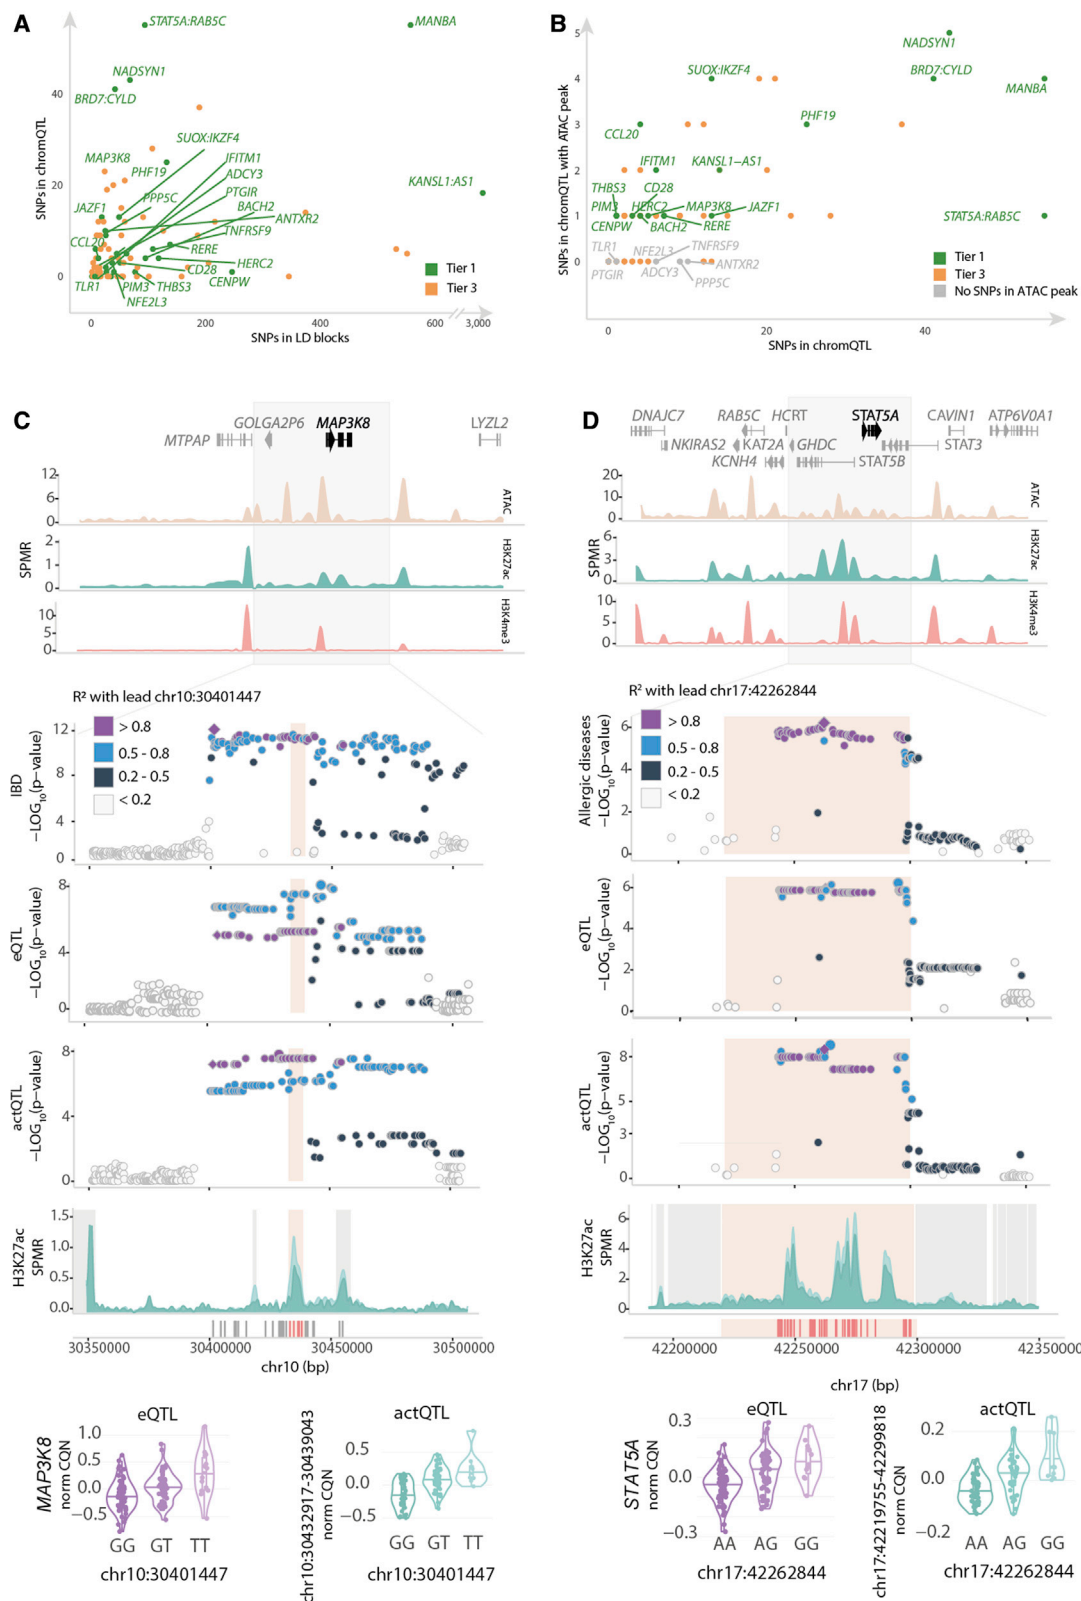 A
SNPs in chromQTL
40
20
0
STAT5A:RAB5C
MANBA
NADSYN1
BRD7:CYLD
SUOX:IKZF4
MAP3K8
PHF19
IFITM1
ADCY3
PTGIR
KANSL1:AS1
PPP5C
BACH2
JAZF1
ANTXR2
TNFRSF9
CCL20
RERE
HERC2
CD28
CENPW
TLR1
PIM3
THBS3
NFE2L3
Tier 1
Tier 3
0 200 400 600 3,000
SNPs in LD blocks
B
SNPs in chromQTL with ATAC peak
5
4
3
2
1
0
NADSYN1
SUOX:IKZF4
BRD7:CYLD
MANBA
PHF19
CCL20
IFITM1
KANSL1–AS1
THBS3
CD28
PIM3
HERC2
MAP3K8
JAZF1
STAT5A:RAB5C
CENPW
BACH2
RERE
TLR1
NFE2L3
TNFRSF9
PTGIR
ADCY3
ANTXR2
PPP5C
Tier 1
Tier 3
No SNPs in ATAC peak
0 20 40
SNPs in chromQTL
C
GOLGA2P6
MAP3K8
LYZL2
MTPAP
SPMR
12
6
0
ATAC
2
1
0
H3K27ac
10
5
0
H3K4me3
R² with lead chr10:30401447
> 0.8
0.5 - 0.8
0.2 - 0.5
< 0.2
IBD
−LOG10(p−value)
12
8
4
0
eQTL
−LOG10(p−value)
8
4
0
actQTL
−LOG10(p−value)
8
4
0
H3K27ac
SPMR
1.5
1.0
0.5
0.0
30350000 30400000 30450000 30500000
chr10 (bp)
eQTL
MAP3K8
norm CQN
1.0
0.5
0.0
−0.5
GG GT TT
chr10:30401447
actQTL
chr10:30432917-30439043
norm CQN
0.5
0.0
−0.5
GG GT TT
chr10:30401447
D
DNAJC7
RAB5C
HCRT
STAT5A
CAVIN1
ATP6V0A1
NKIRAS2
KAT2A
GHDC
STAT3
KCNH4
STAT5B
SPMR
20
10
0
ATAC
6
3
0
H3K27ac
10
5
0
H3K4me3
R² with lead chr17:42262844
> 0.8
0.5 - 0.8
0.2 - 0.5
< 0.2
Allergic diseases
−LOG10(p−value)
6
4
2
0
eQTL
−LOG10(p−value)
6
4
2
0
actQTL
−LOG10(p−value)
8
5
3
0
H3K27ac
SPMR
6
4
2
0
42200000 42250000 42300000 42350000
chr17 (bp)
eQTL
STAT5A
norm CQN
0.3
0.0
−0.3
AA AG GG
chr17:42262844
actQTL
chr17:42219755-42299818
norm CQN
0.2
0.0
−0.2
AA AG GG
chr17:42262844